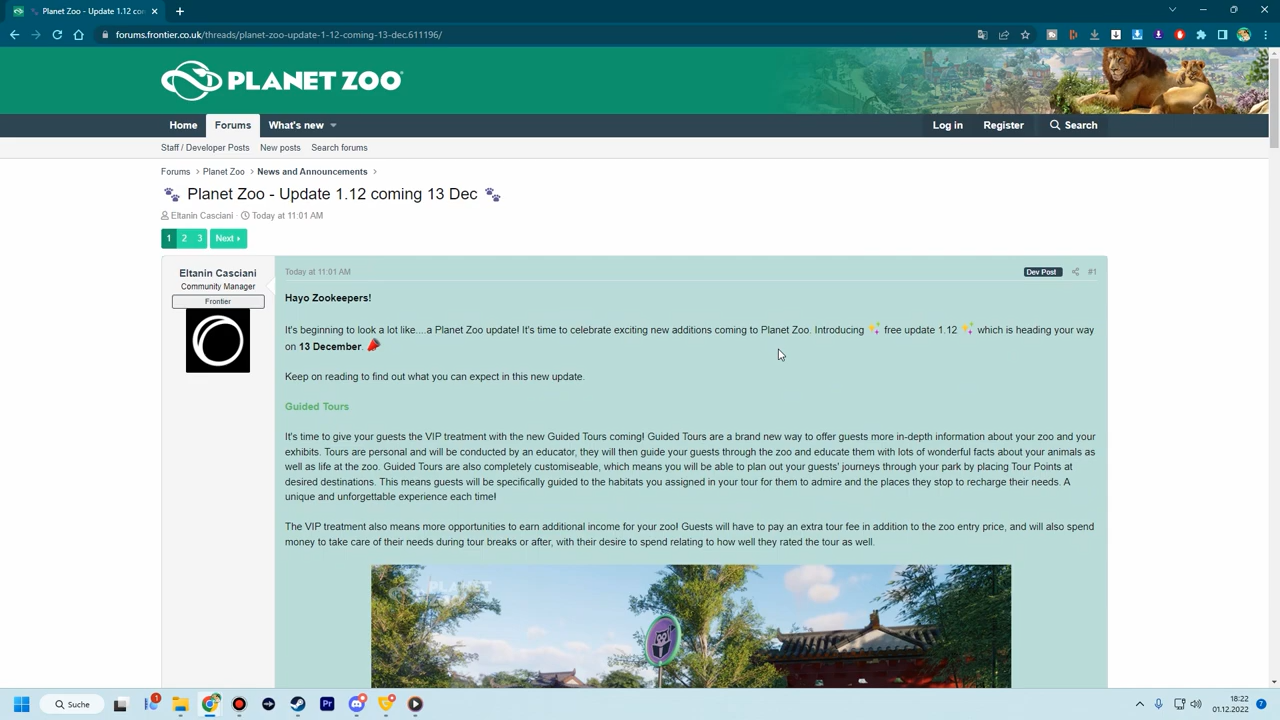 Planet Zoo - Update 1.12 com
forums.frontier.co.uk/threads/planet-zoo-update-1-12-coming-13-dec.611196/
PLANET ZOO
Home Forums What's new Log in Register Search
Staff / Developer Posts New posts Search forums
Forums Planet Zoo News and Announcements
Planet Zoo - Update 1.12 coming 13 Dec
Eltanin Casciani Today at 11:01 AM
1 2 3 Next
Eltanin Casciani
Community Manager
Frontier
Today at 11:01 AM Dev Post #1
Hayo Zookeepers!
It's beginning to look a lot like....a Planet Zoo update! It's time to celebrate exciting new additions coming to Planet Zoo. Introducing ✨ free update 1.12 ✨ which is heading your way
on 13 December.
Keep on reading to find out what you can expect in this new update.
Guided Tours
It's time to give your guests the VIP treatment with the new Guided Tours coming! Guided Tours are a brand new way to offer guests more in-depth information about your zoo and your
exhibits. Tours are personal and will be conducted by an educator, they will then guide your guests through the zoo and educate them with lots of wonderful facts about your animals as
well as life at the zoo. Guided Tours are also completely customiseable, which means you will be able to plan out your guests' journeys through your park by placing Tour Points at
desired destinations. This means guests will be specifically guided to the habitats you assigned in your tour for them to admire and the places they stop to recharge their needs. A
unique and unforgettable experience each time!
The VIP treatment also means more opportunities to earn additional income for your zoo! Guests will have to pay an extra tour fee in addition to the zoo entry price, and will also spend
money to take care of their needs during tour breaks or after, with their desire to spend relating to how well they rated the tour as well.
PLANET
Suche
1
Pr
18:22
01.12.2022
7